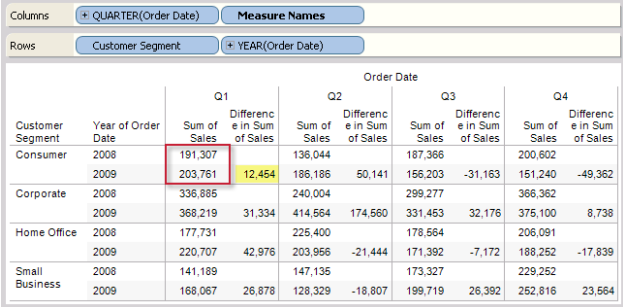 Columns QUARTER(Order Date) Measure Names
Rows Customer Segment YEAR(Order Date)
Order Date
Q1 Q2 Q3 Q4
Customer Segment Year of Order Date Sum of Sales Differenc e in Sum of Sales Sum of Sales Differenc e in Sum of Sales Sum of Sales Differenc e in Sum of Sales Sum of Sales Differenc e in Sum of Sales
Consumer 2008 191,307 136,044 187,366 200,602
2009 203,761 12,454 186,186 50,141 156,203 -31,163 151,240 -49,362
Corporate 2008 336,885 240,004 299,277 366,362
2009 368,219 31,334 414,564 174,560 331,453 32,176 375,100 8,738
Home Office 2008 177,731 225,400 178,564 206,091
2009 220,707 42,976 203,956 -21,444 171,392 -7,172 188,252 -17,839
Small Business 2008 141,189 147,135 173,327 229,252
2009 168,067 26,878 128,329 -18,807 199,719 26,392 252,816 23,564